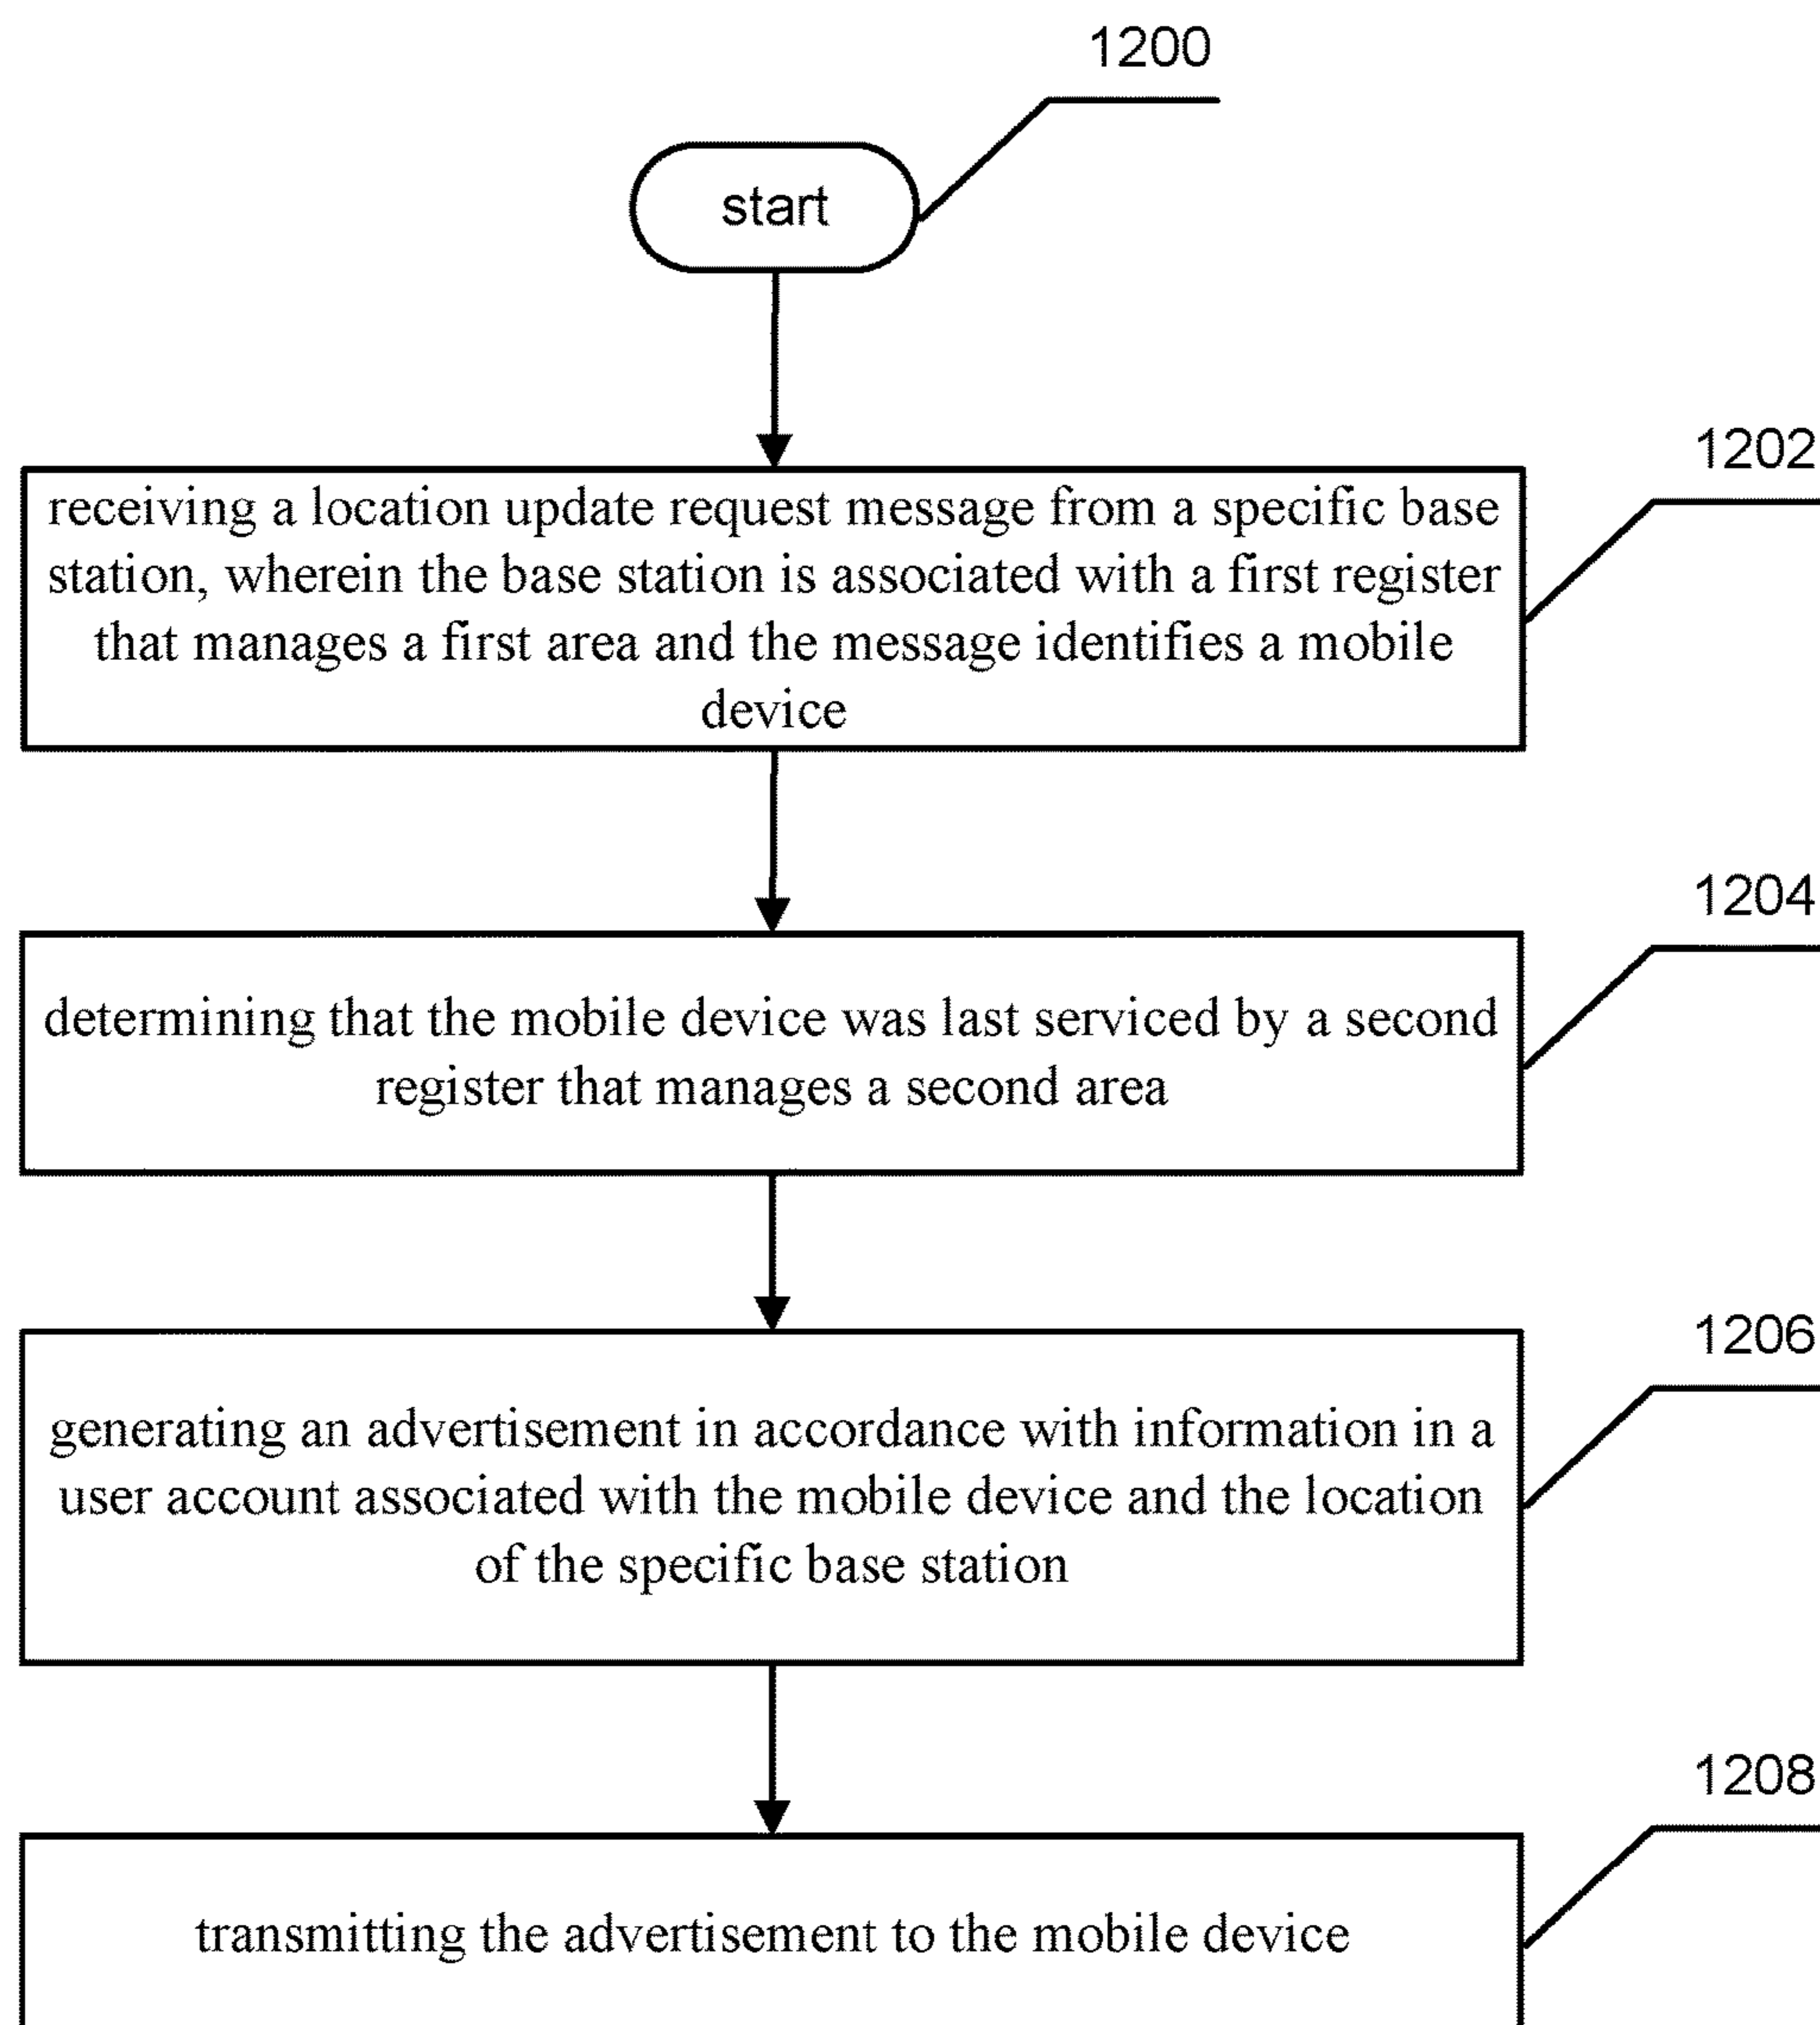 1200
start
1202
receiving a location update request message from a specific base
station, wherein the base station is associated with a first register
that manages a first area and the message identifies a mobile
device
1204
determining that the mobile device was last serviced by a second
register that manages a second area
1206
generating an advertisement in accordance with information in a
user account associated with the mobile device and the location
of the specific base station
1208
transmitting the advertisement to the mobile device